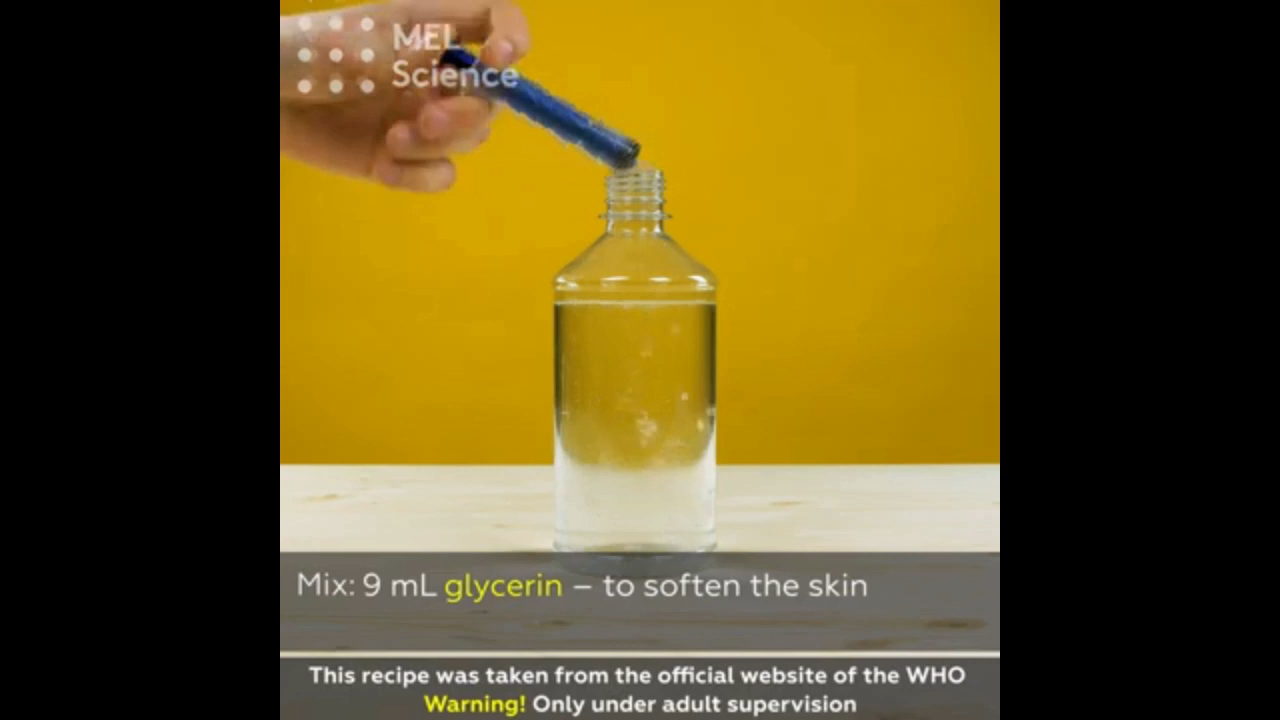 MEL
Science
Mix: 9 mL glycerin – to soften the skin
This recipe was taken from the official website of the WHO
Warning! Only under adult supervision